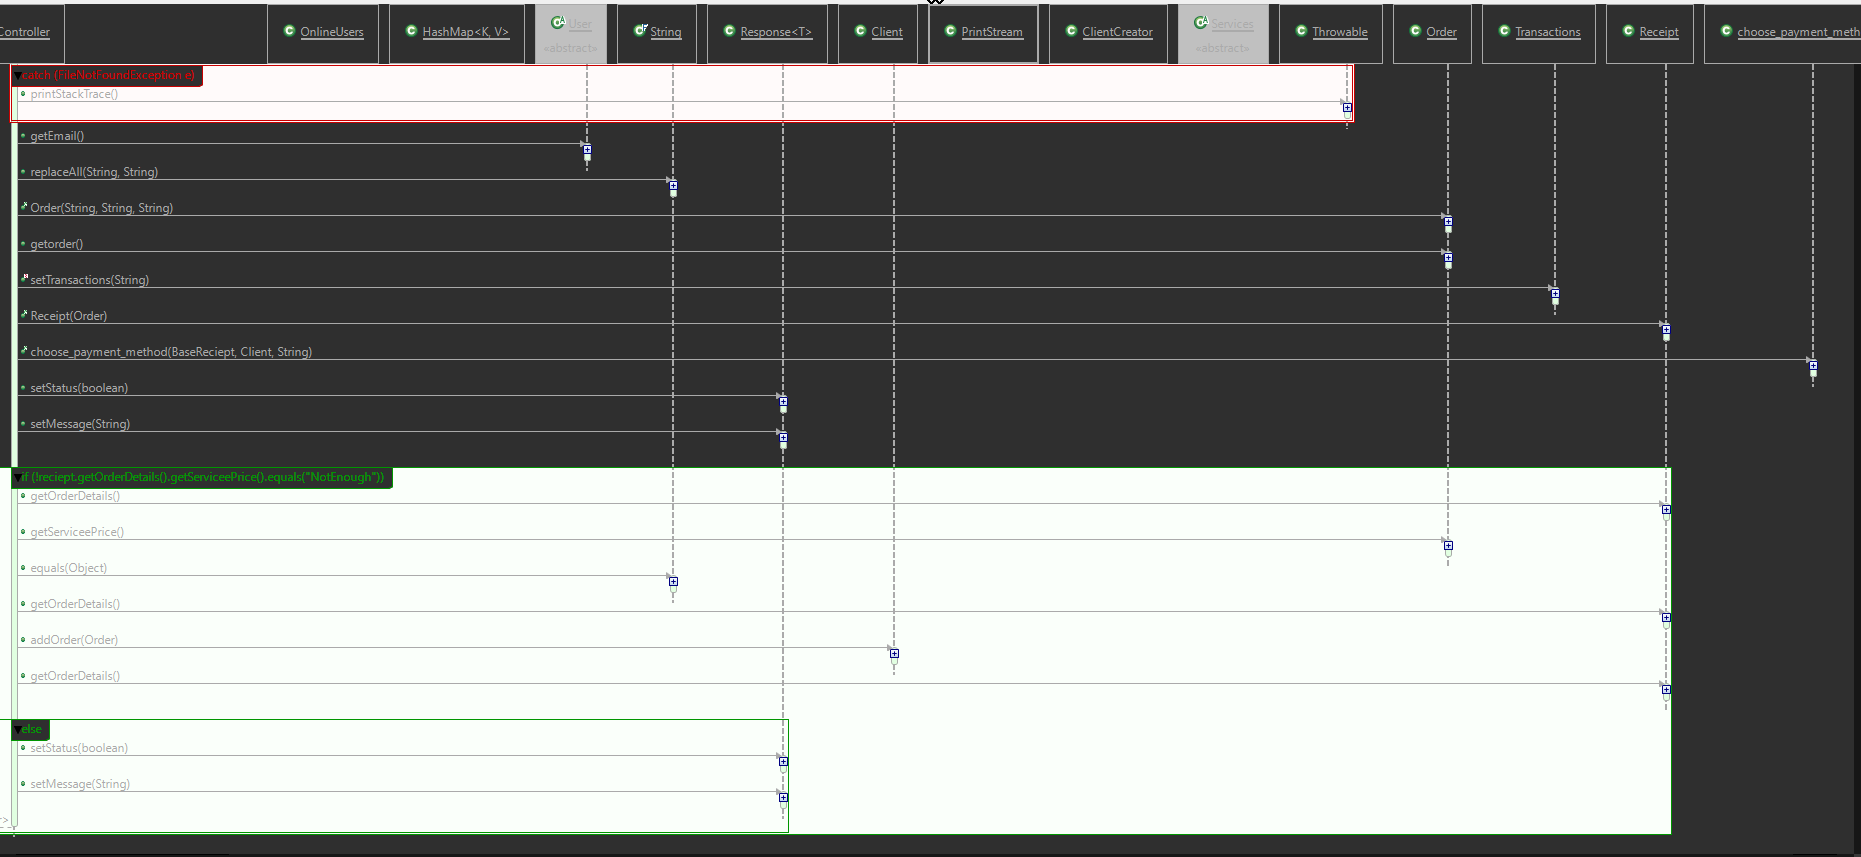 Controller
OnlineUsers
HashMap<K, V>
User
«abstract»
String
Response<T>
Client
PrintStream
ClientCreator
Services
«abstract»
Throwable
Order
Transactions
Receipt
choose_payment_meth
catch (FileNotFoundException e)
printStackTrace()
getEmail()
replaceAll(String, String)
Order(String, String, String)
getorder()
setTransactions(String)
Receipt(Order)
choose_payment_method(BaseReciept, Client, String)
setStatus(boolean)
setMessage(String)
if (!reciept.getOrderDetails().getServiceePrice().equals("NotEnough"))
getOrderDetails()
getServiceePrice()
equals(Object)
getOrderDetails()
addOrder(Order)
getOrderDetails()
else
setStatus(boolean)
setMessage(String)